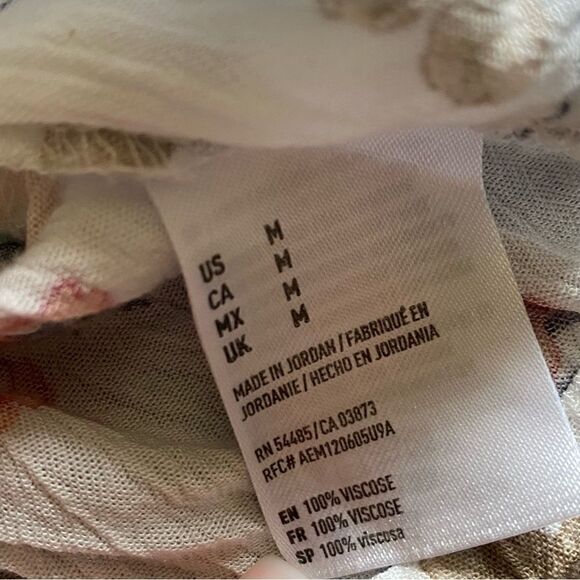 US M
CA M
MX M
UK M
MADE IN JORDAN / FABRIQUÉ EN
JORDANIE / HECHO EN JORDANIA
RN 54485 / CA 03873
RFC# AEM120605U9A
EN 100% VISCOSE
FR 100% VISCOSE
SP 100% viscosa